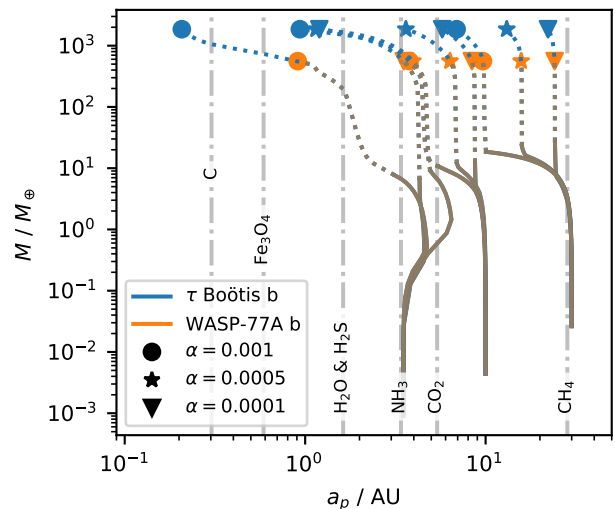 10³
10²
10¹
10⁰
10⁻¹
10⁻²
10⁻³
M / M⊕
C
Fe₃O₄
H₂O & H₂S
NH₃
CO₂
CH₄
τ Boötis b
WASP-77A b
α = 0.001
α = 0.0005
α = 0.0001
10⁻¹
10⁰
10¹
aₚ / AU